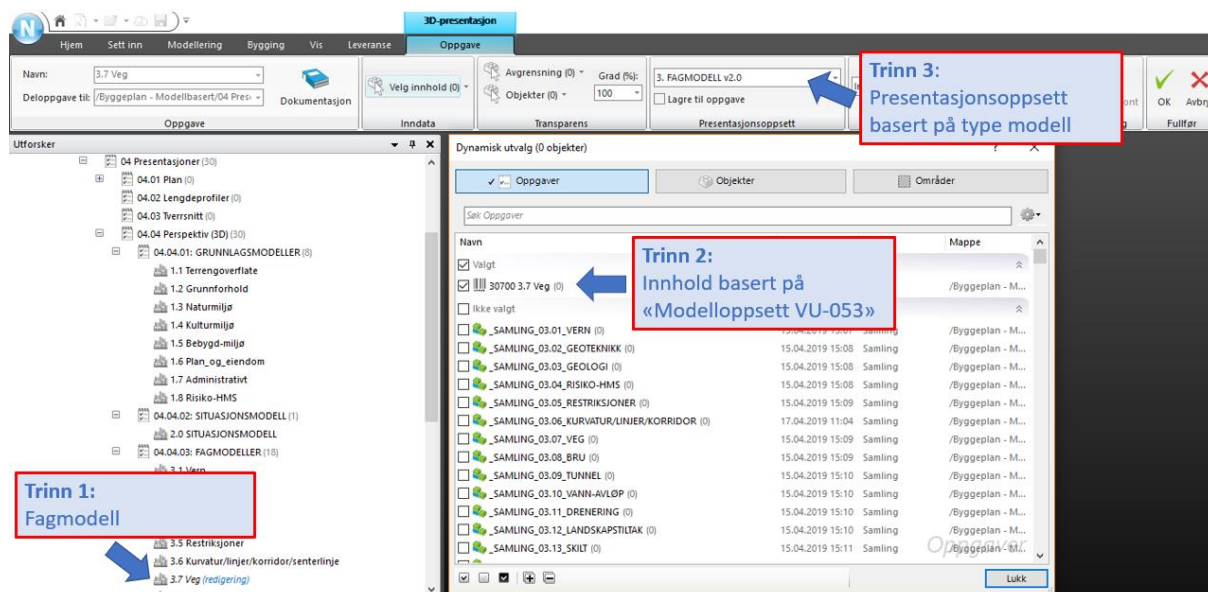 3D-presentasjon
Hjem Sett inn Modellering Bygging Vis Leveranse Oppgave
Navn: 3.7 Veg
Deloppgave til: /Byggeplan - Modellbasert/04 Pres
Dokumentasjon
Oppgave
Velg innhold (0)
Inndata
Avgrensning (0)
Objekter (0)
Grad (%):
100
Transparens
3. FAGMODELL v2.0
Lagre til oppgave
Presentasjonsoppsett
Trinn 3:
Presentasjonsoppsett
basert på type modell
OK Avbry
Fullfør
Utforsker
04 Presentasjoner (30)
04.01 Plan (0)
04.02 Lengdeprofiler (0)
04.03 Tverrsnitt (0)
04.04 Perspektiv (3D) (30)
04.04.01: GRUNNLAGSMODELLER (8)
1.1 Terrengoverflate
1.2 Grunnforhold
1.3 Naturmiljø
1.4 Kulturmiljø
1.5 Bebygd-miljø
1.6 Plan_og_eiendom
1.7 Administrativt
1.8 Risiko-HMS
04.04.02: SITUASJONSMODELL (1)
2.0 SITUASJONSMODELL
04.04.03: FAGMODELLER (18)
3.1 Vern
Trinn 1:
Fagmodell
3.5 Restriksjoner
3.6 Kurvatur/linjer/korridor/senterlinje
3.7 Veg (redigering)
Dynamisk utvalg (0 objekter)
Oppgaver Objekter Områder
Søk Oppgaver
Navn Mappe
Valgt
30700 3.7 Veg (0) /Byggeplan - M...
Trinn 2:
Innhold basert på
«Modelloppsett VU-053»
Ikke valgt
_SAMLING_03.01_VERN (0) 15.04.2019 15:07 Samling /Byggeplan - M...
_SAMLING_03.02_GEOTEKNIKK (0) 15.04.2019 15:08 Samling /Byggeplan - M...
_SAMLING_03.03_GEOLOGI (0) 15.04.2019 15:08 Samling /Byggeplan - M...
_SAMLING_03.04_RISIKO-HMS (0) 15.04.2019 15:08 Samling /Byggeplan - M...
_SAMLING_03.05_RESTRIKSJONER (0) 15.04.2019 15:09 Samling /Byggeplan - M...
_SAMLING_03.06_KURVATUR/LINJER/KORRIDOR (0) 17.04.2019 11:04 Samling /Byggeplan - M...
_SAMLING_03.07_VEG (0) 15.04.2019 15:09 Samling /Byggeplan - M...
_SAMLING_03.08_BRU (0) 15.04.2019 15:09 Samling /Byggeplan - M...
_SAMLING_03.09_TUNNEL (0) 15.04.2019 15:10 Samling /Byggeplan - M...
_SAMLING_03.10_VANN-AVLØP (0) 15.04.2019 15:10 Samling /Byggeplan - M...
_SAMLING_03.11_DRENERING (0) 15.04.2019 15:10 Samling /Byggeplan - M...
_SAMLING_03.12_LANDSKAPSTILTAK (0) 15.04.2019 15:10 Samling /Byggeplan - M...
_SAMLING_03.13_SKILT (0) 15.04.2019 15:11 Samling /Byggeplan - M...
Oppgaver
Lukk